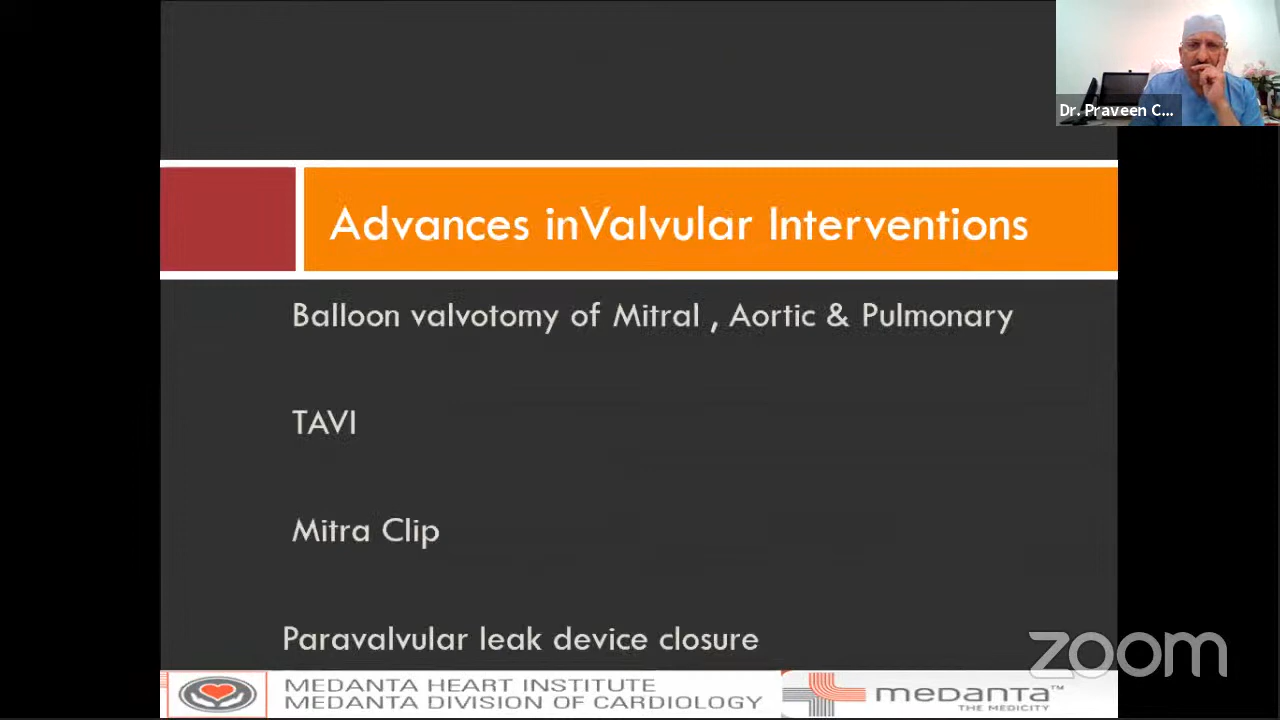 Dr. Praveen C...
Advances inValvular Interventions
Balloon valvotomy of Mitral , Aortic & Pulmonary
TAVI
Mitra Clip
Paravalvular leak device closure
zoom
MEDANTA HEART INSTITUTE
MEDANTA DIVISION OF CARDIOLOGY
medanta™
THE MEDICITY